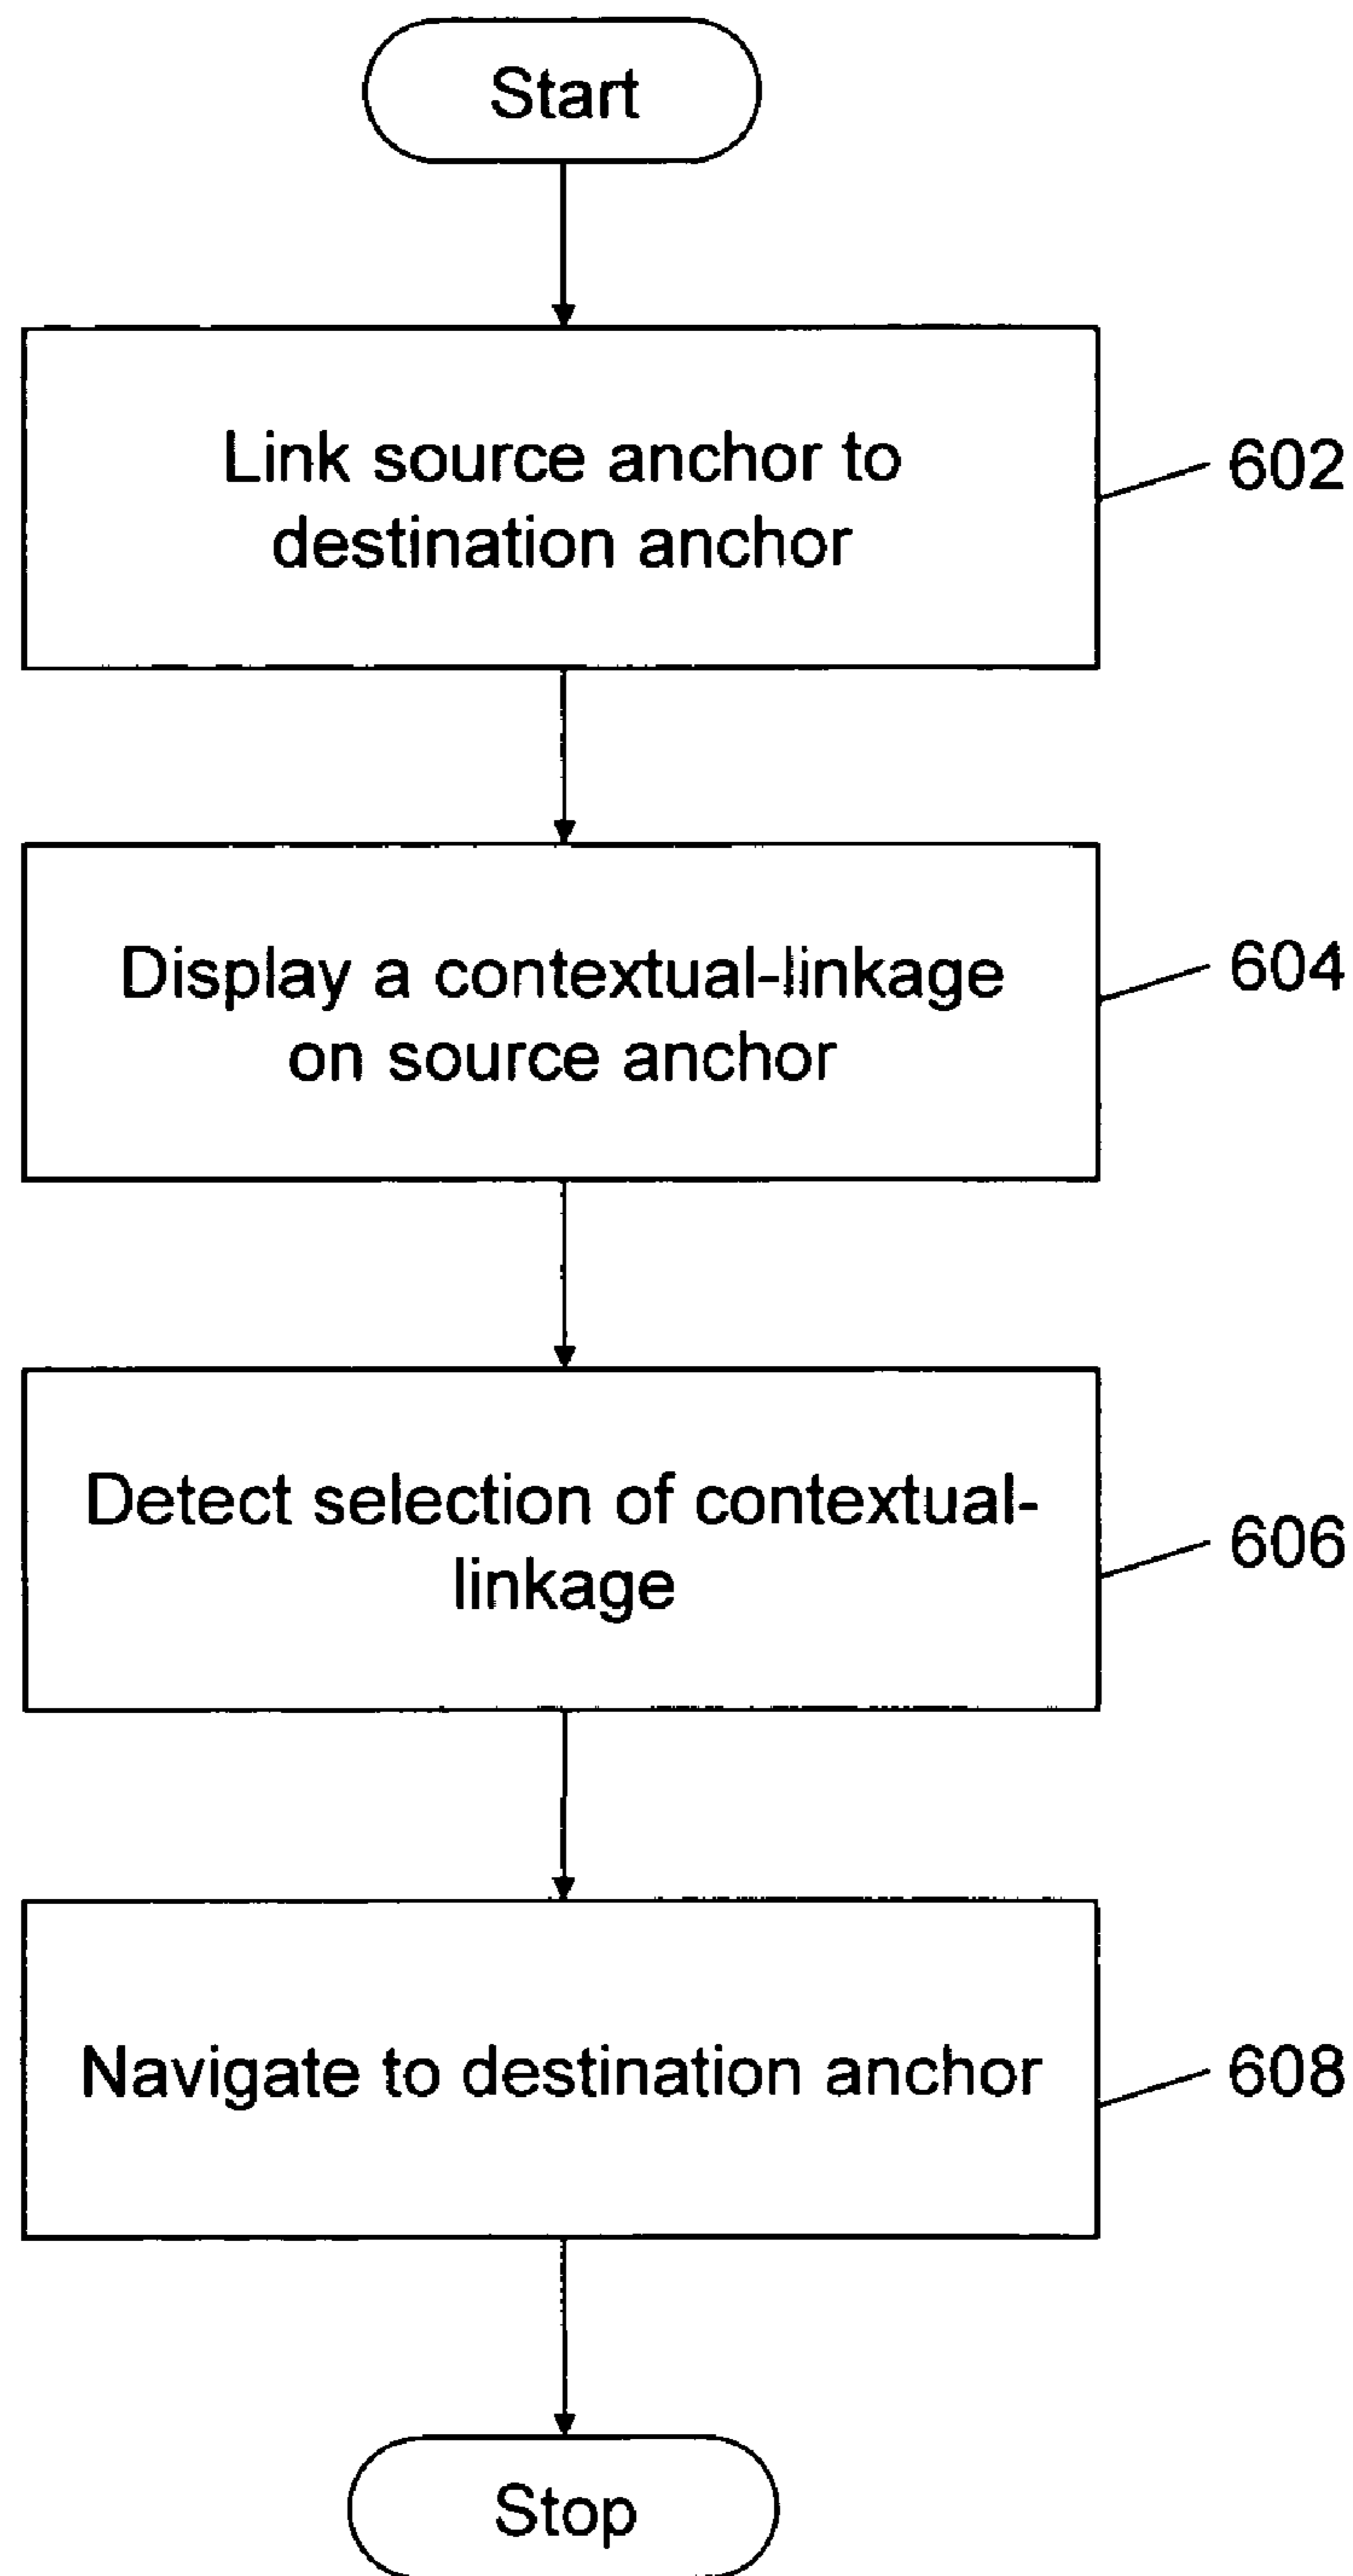 Start
Link source anchor to
destination anchor
602
Display a contextual-linkage
on source anchor
604
Detect selection of contextual-
linkage
606
Navigate to destination anchor
608
Stop